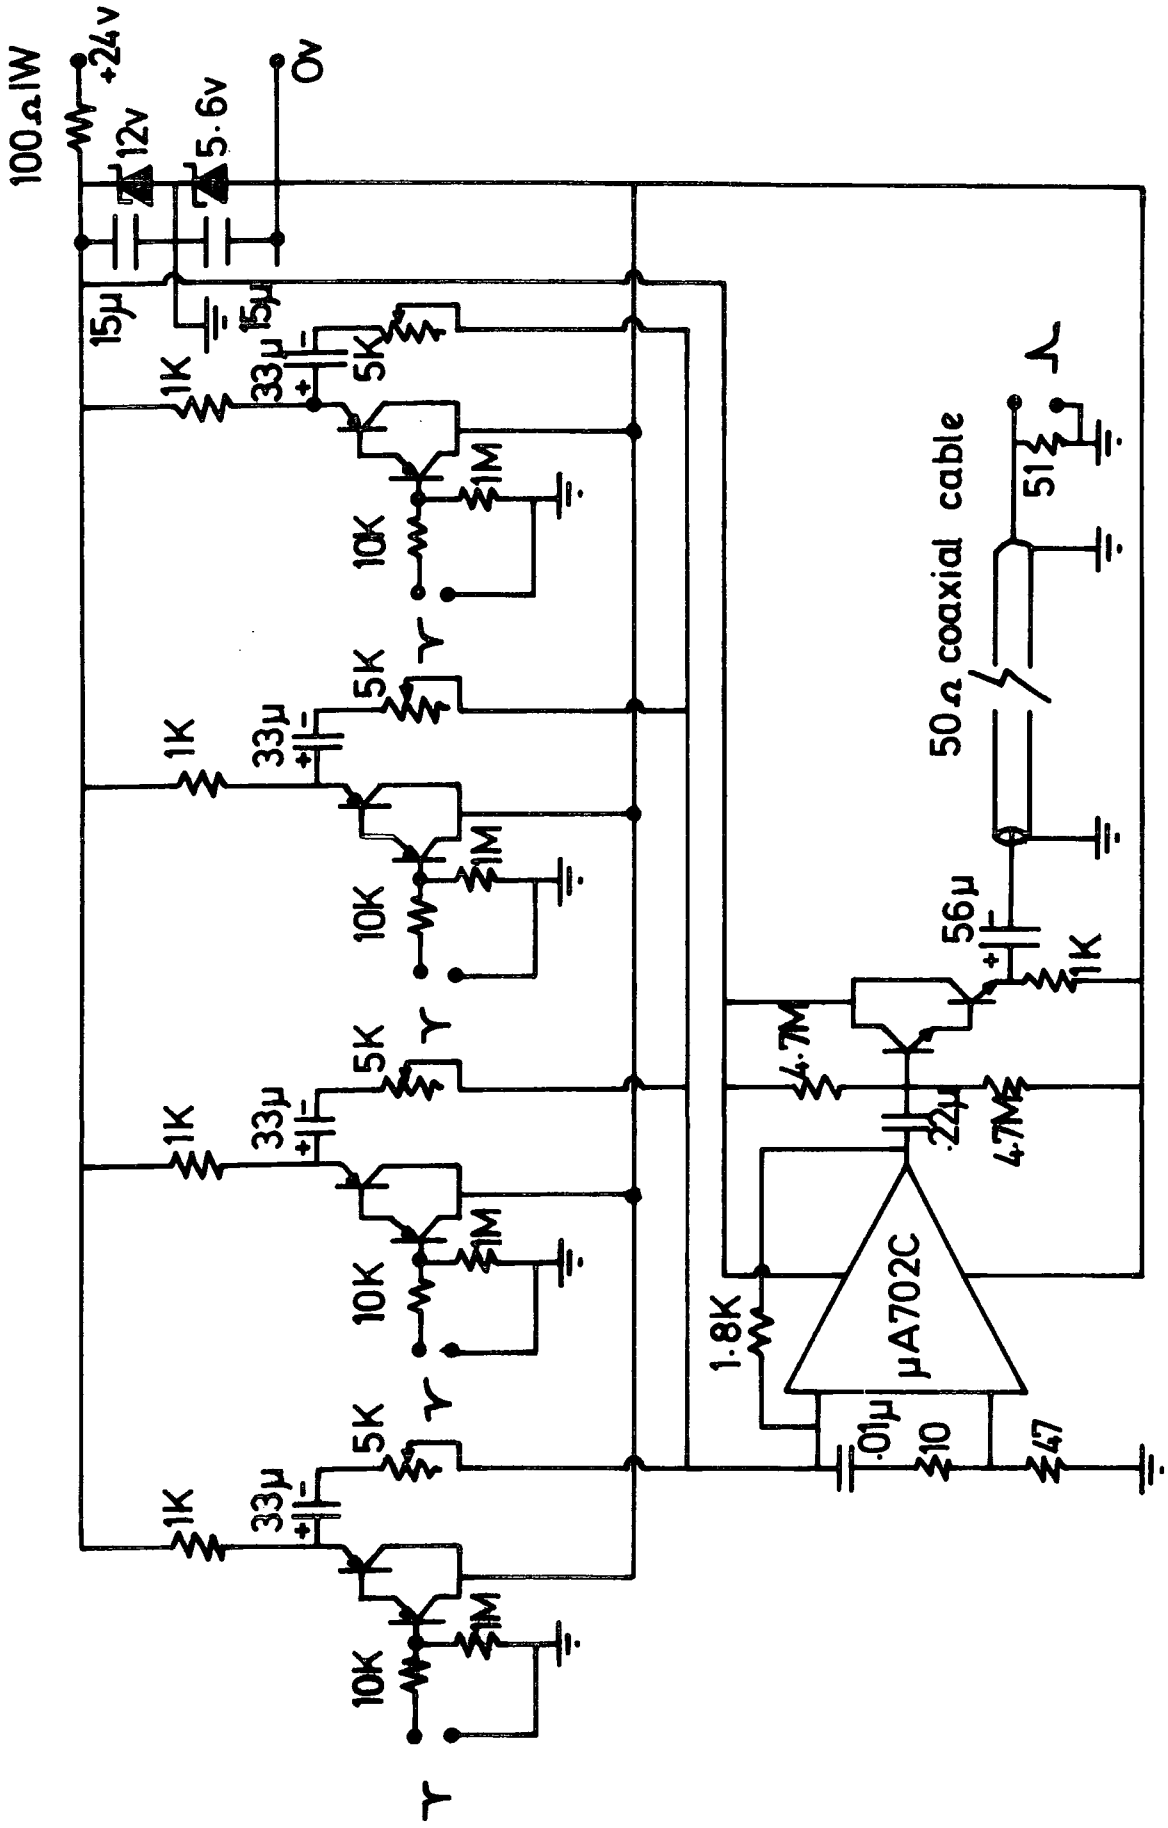 100Ω1W
+24v
12v
5·6v
0v
15μ
15μ
1K
33μ
+
−
5K
1M
10K
1K
33μ
+
−
5K
1M
10K
1K
33μ
+
−
5K
1M
10K
1K
33μ
+
−
5K
1M
10K
50Ω coaxial cable
51
56μ
+
−
1K
4·7M
·22μ
4·7M
1·8K
μA702C
·01μ
10
47